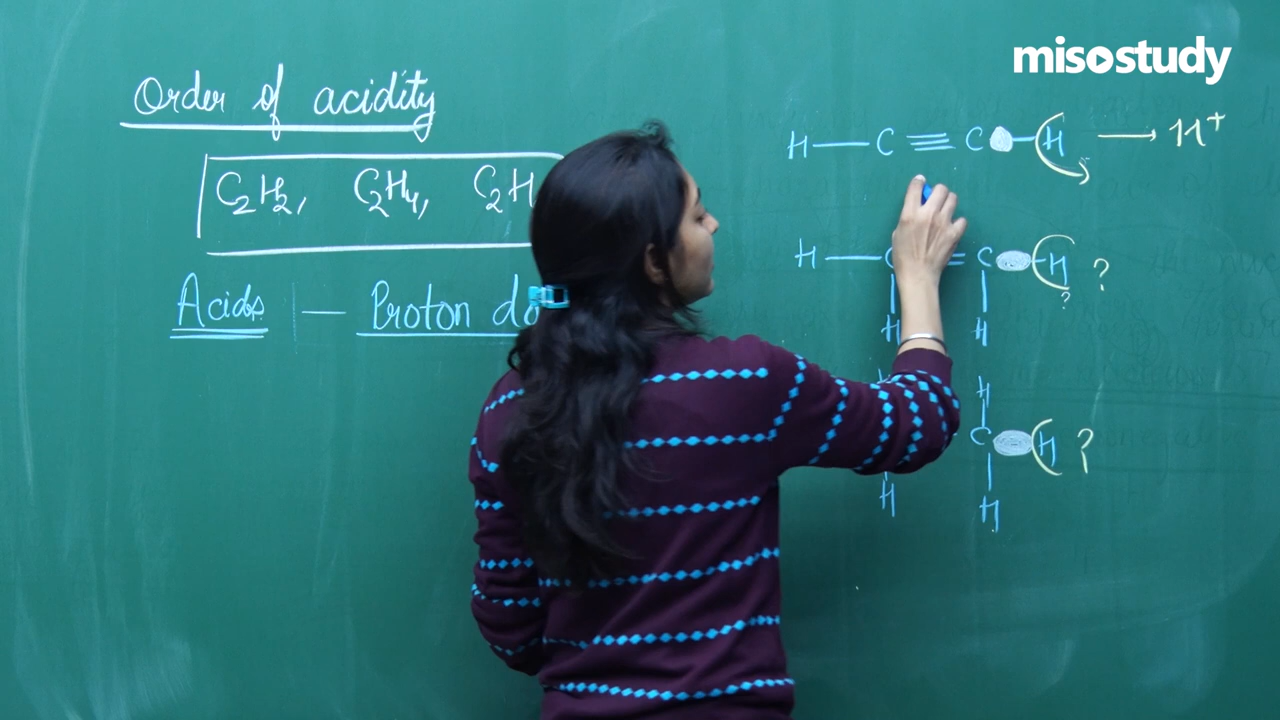 misostudy
Order of acidity
C2H2, C2H4, C2H
Acids — Proton do
H — C ≡ C — H → H+
H — C = C — H ?
?
H H
H
C H ?
H H